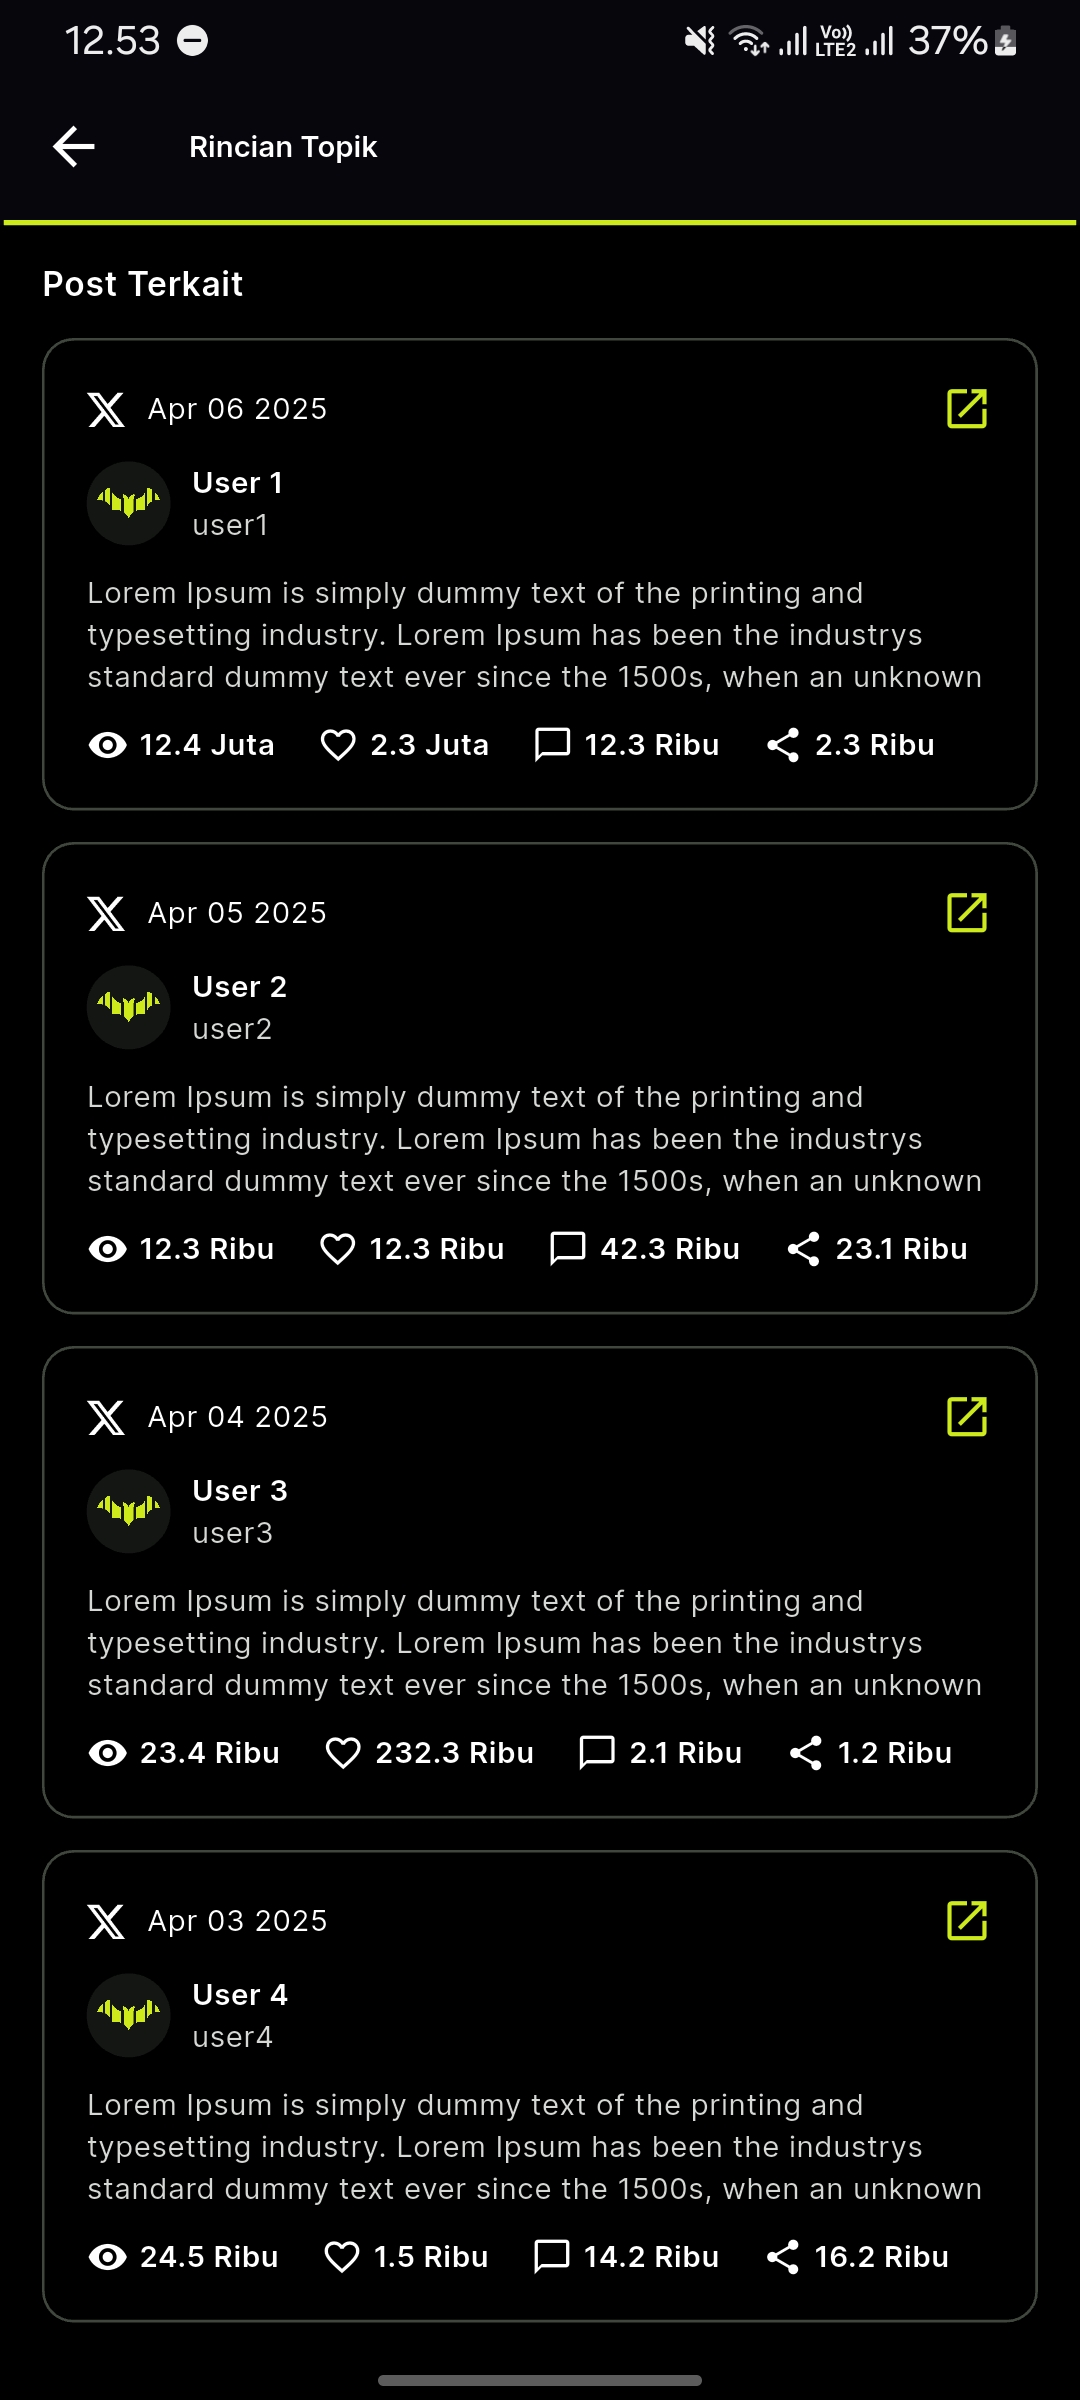 12.53
Vo))
LTE2
37%
Rincian Topik
Post Terkait
Apr 06 2025
User 1
user1
Lorem Ipsum is simply dummy text of the printing and
typesetting industry. Lorem Ipsum has been the industrys
standard dummy text ever since the 1500s, when an unknown
12.4 Juta 2.3 Juta 12.3 Ribu 2.3 Ribu
Apr 05 2025
User 2
user2
Lorem Ipsum is simply dummy text of the printing and
typesetting industry. Lorem Ipsum has been the industrys
standard dummy text ever since the 1500s, when an unknown
12.3 Ribu 12.3 Ribu 42.3 Ribu 23.1 Ribu
Apr 04 2025
User 3
user3
Lorem Ipsum is simply dummy text of the printing and
typesetting industry. Lorem Ipsum has been the industrys
standard dummy text ever since the 1500s, when an unknown
23.4 Ribu 232.3 Ribu 2.1 Ribu 1.2 Ribu
Apr 03 2025
User 4
user4
Lorem Ipsum is simply dummy text of the printing and
typesetting industry. Lorem Ipsum has been the industrys
standard dummy text ever since the 1500s, when an unknown
24.5 Ribu 1.5 Ribu 14.2 Ribu 16.2 Ribu